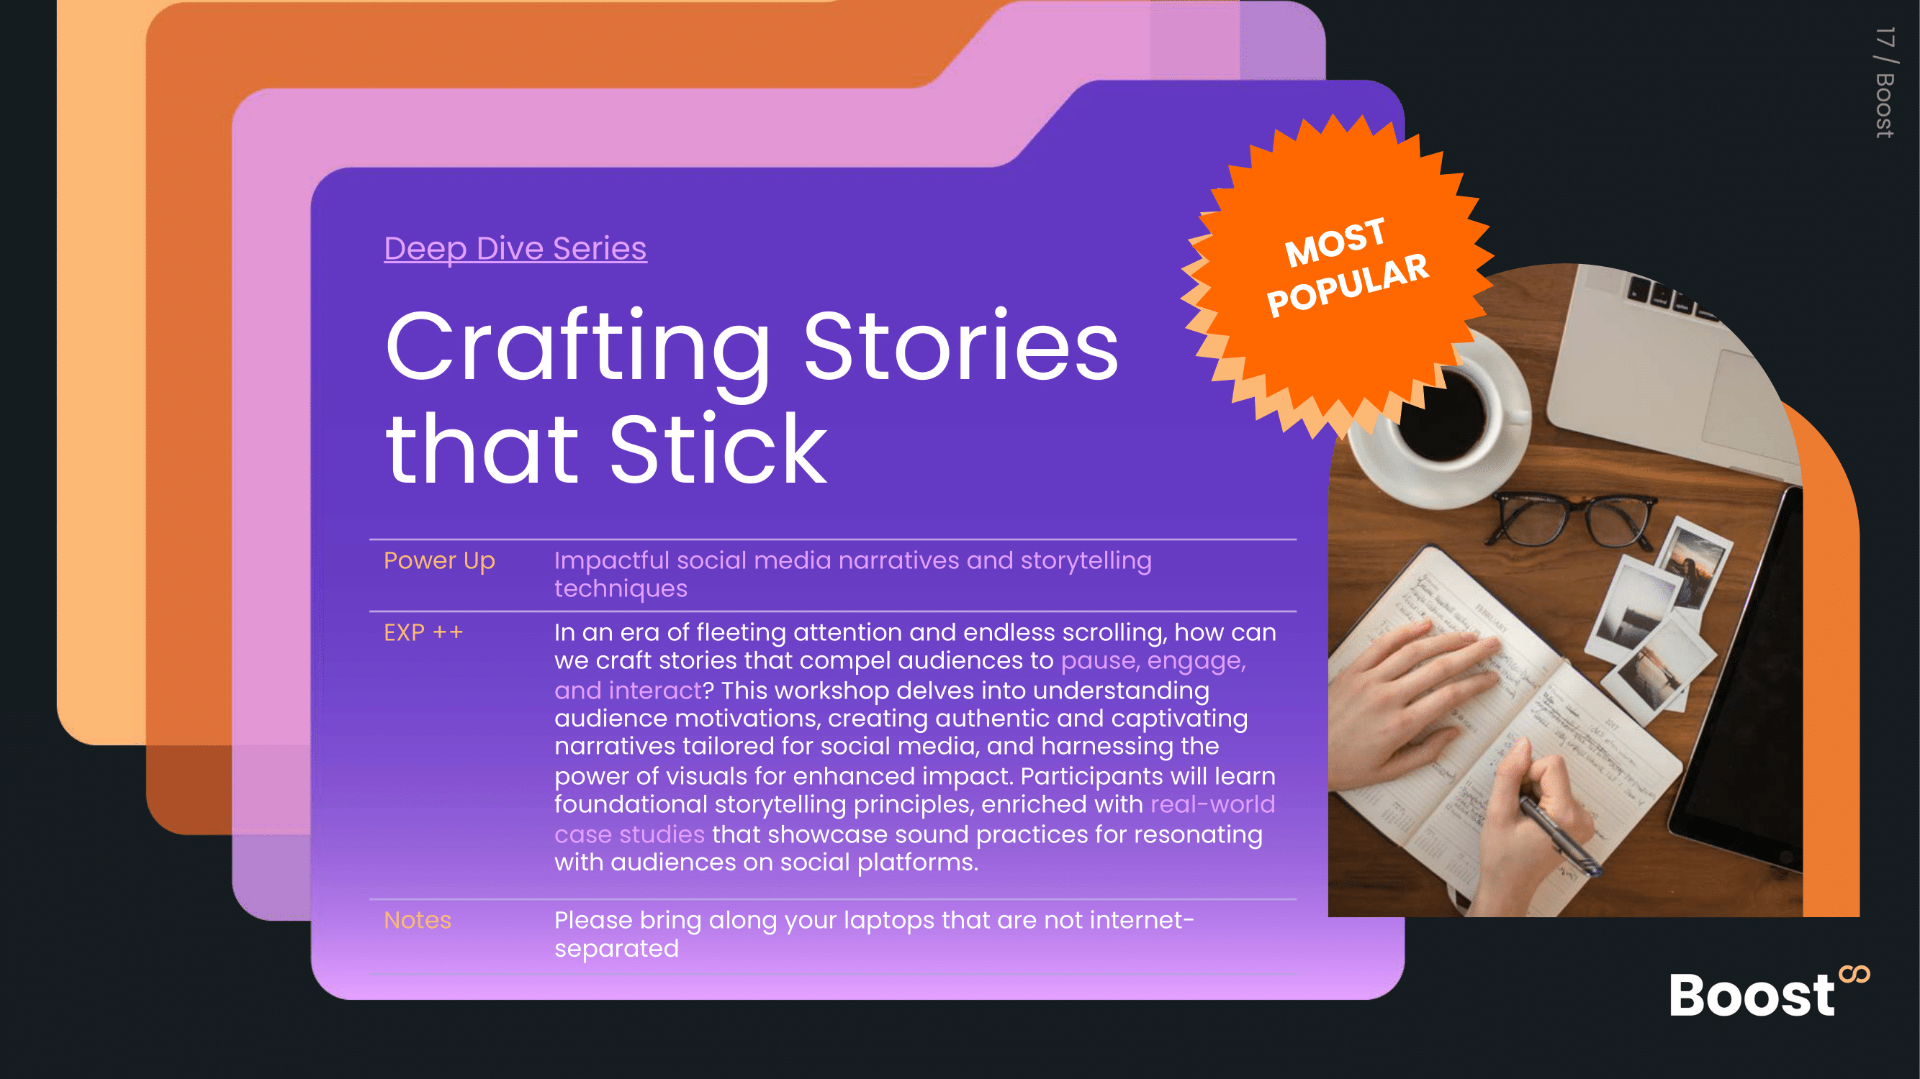 17 / Boost
Deep Dive Series
Crafting Stories
that Stick
MOST
POPULAR
Power Up
Impactful social media narratives and storytelling
techniques
EXP ++
In an era of fleeting attention and endless scrolling, how can
we craft stories that compel audiences to pause, engage,
and interact? This workshop delves into understanding
audience motivations, creating authentic and captivating
narratives tailored for social media, and harnessing the
power of visuals for enhanced impact. Participants will learn
foundational storytelling principles, enriched with real-world
case studies that showcase sound practices for resonating
with audiences on social platforms.
Notes
Please bring along your laptops that are not internet-
separated
FEBRUARY
Boost∞